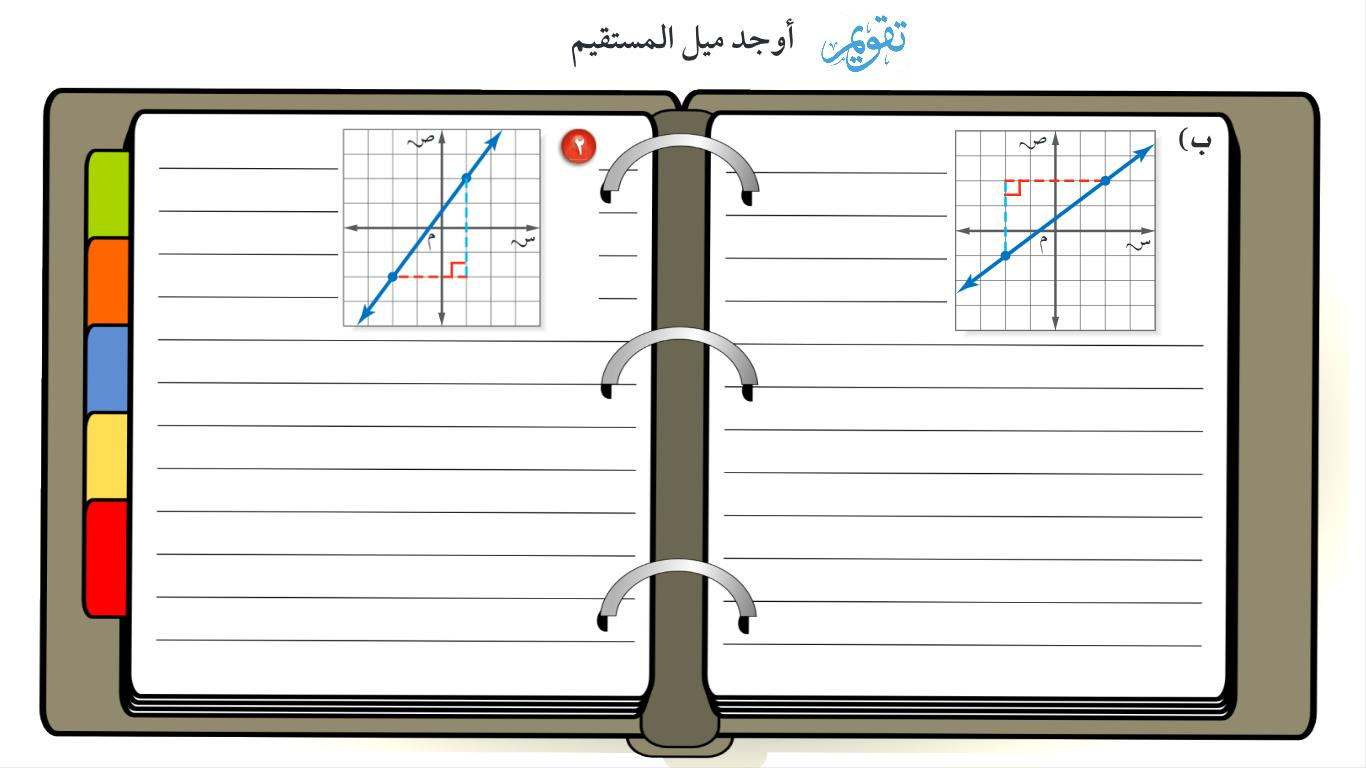 تقويم أوجد ميل المستقيم
ب)
ص
س
م
٢
ص
س
م